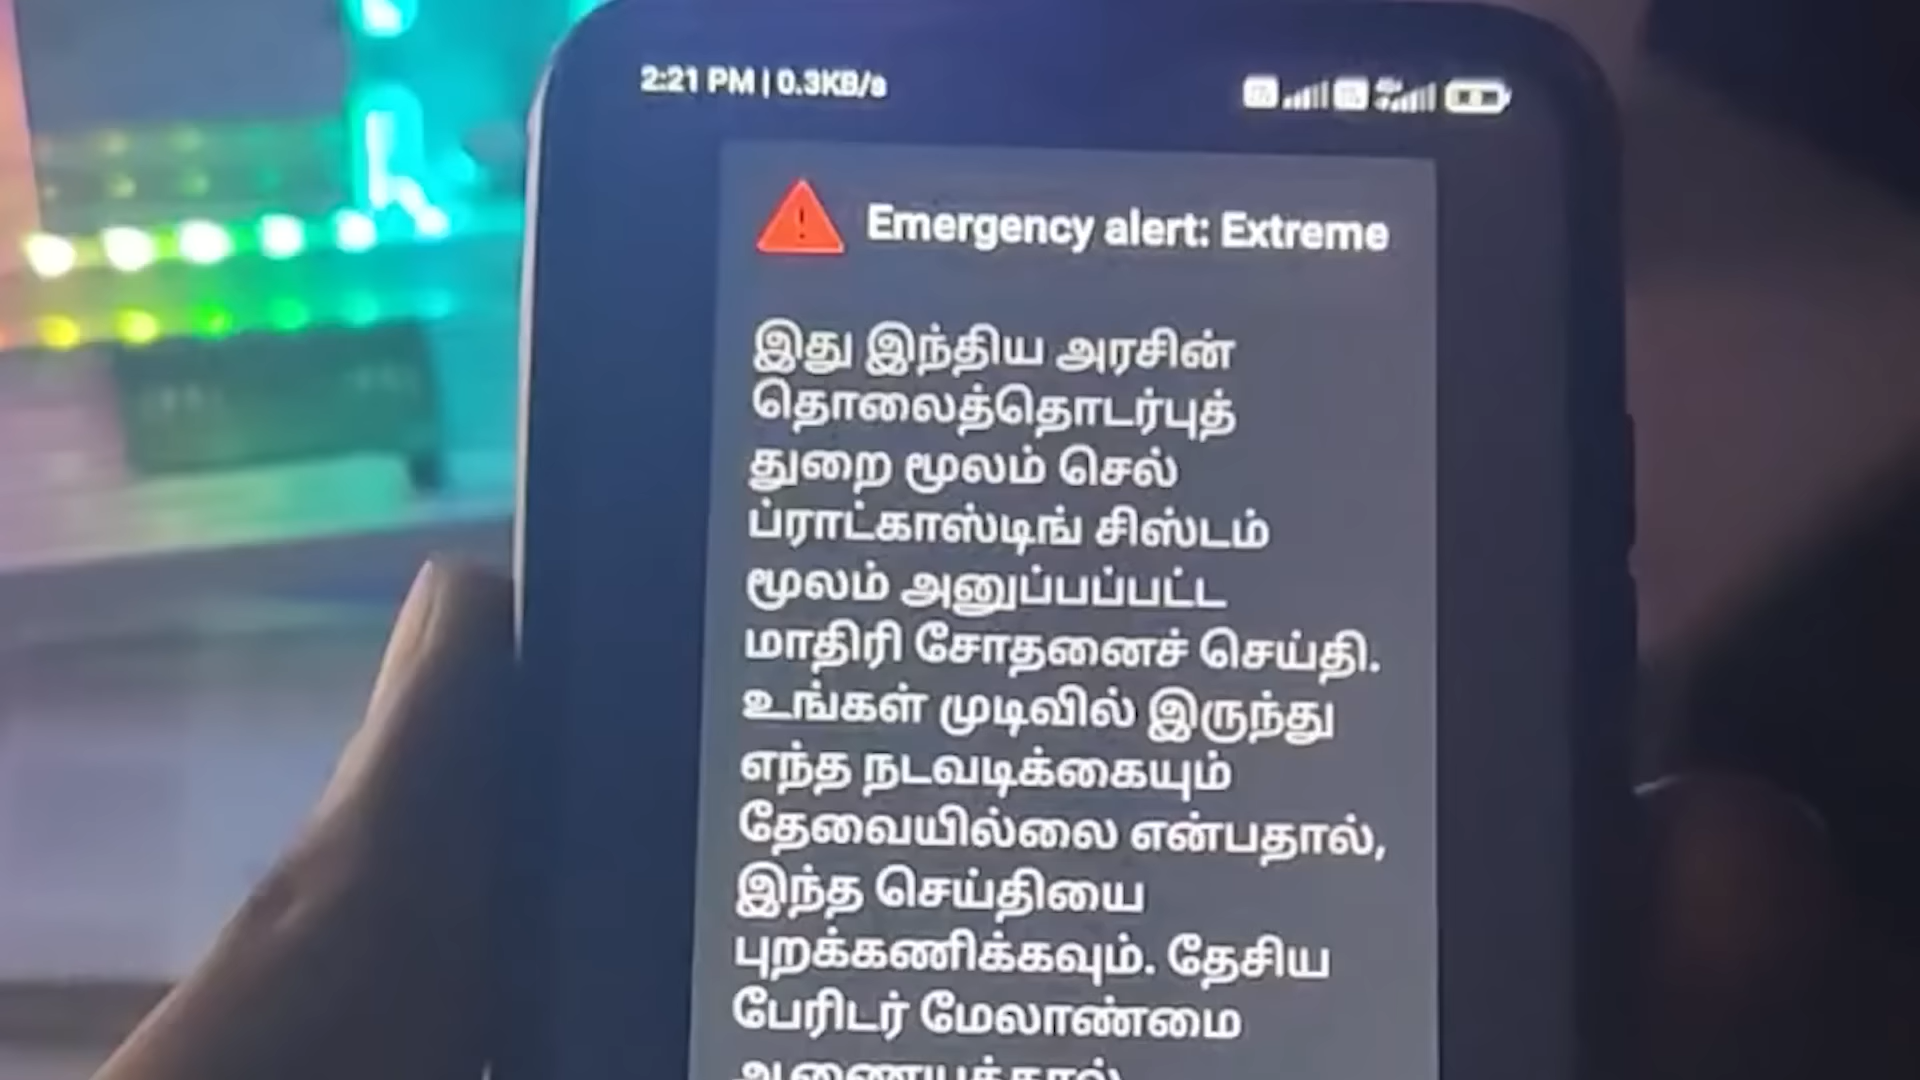 2:21 PM | 0.3KB/s
Emergency alert: Extreme
இது இந்திய அரசின்
தொலைத்தொடர்புத்
துறை மூலம் செல்
ப்ராட்காஸ்டிங் சிஸ்டம்
மூலம் அனுப்பப்பட்ட
மாதிரி சோதனைச் செய்தி.
உங்கள் முடிவில் இருந்து
எந்த நடவடிக்கையும்
தேவையில்லை என்பதால்,
இந்த செய்தியை
புறக்கணிக்கவும். தேசிய
பேரிடர் மேலாண்மை